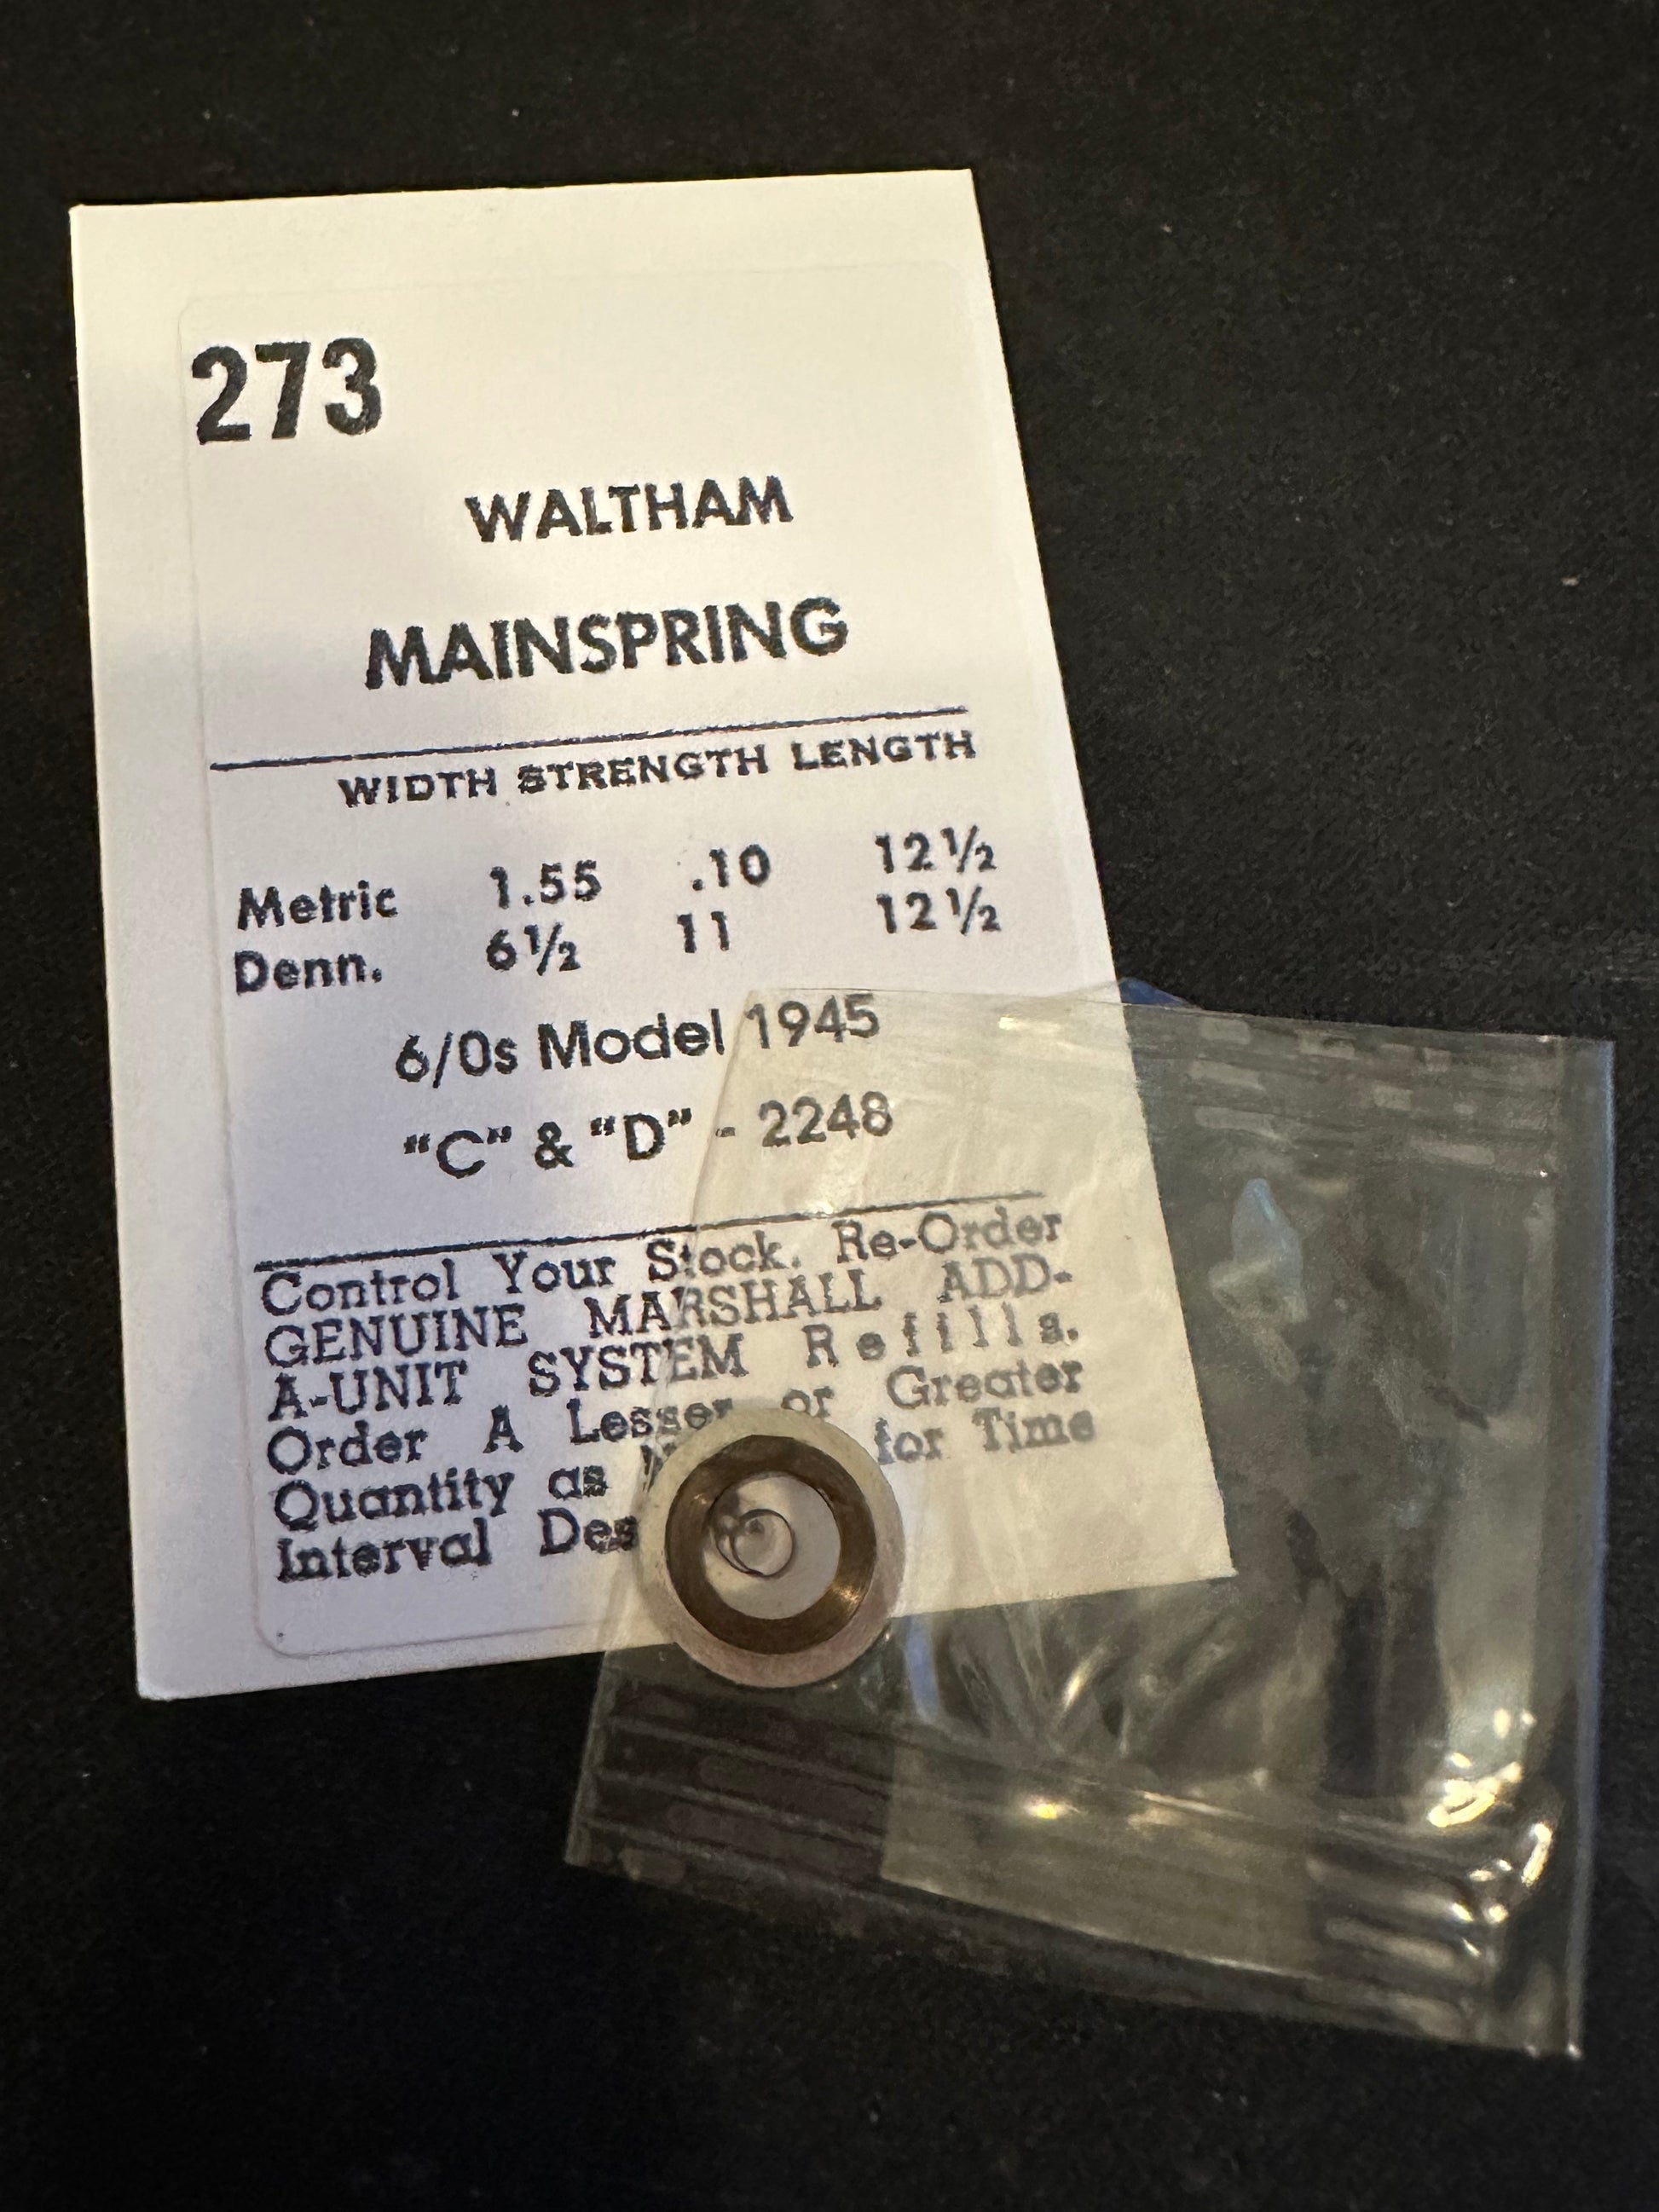 273
WALTHAM
MAINSPRING
WIDTH STRENGTH LENGTH
Metric 1.55 .10 12½
Denn. 6½ 11 12½
6/0s Model 1945
"C" & "D" - 2248
Control Your Stock. Re-Order
GENUINE MARSHALL ADD-
A-UNIT SYSTEM Refills.
Order A Lesser or Greater
Quantity as for Time
Interval